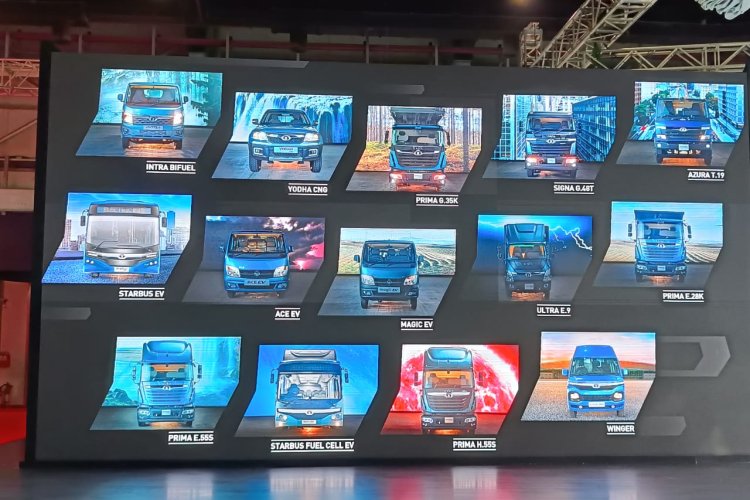 INTRA BIFUEL
YODHA CNG
PRIMA G.35K
SIGNA G.48T
AZURA T.19
STARBUS EV
ACE EV
MAGIC EV
ULTRA E.9
PRIMA E.28K
PRIMA E.55S
STARBUS FUEL CELL EV
PRIMA H.55S
WINGER